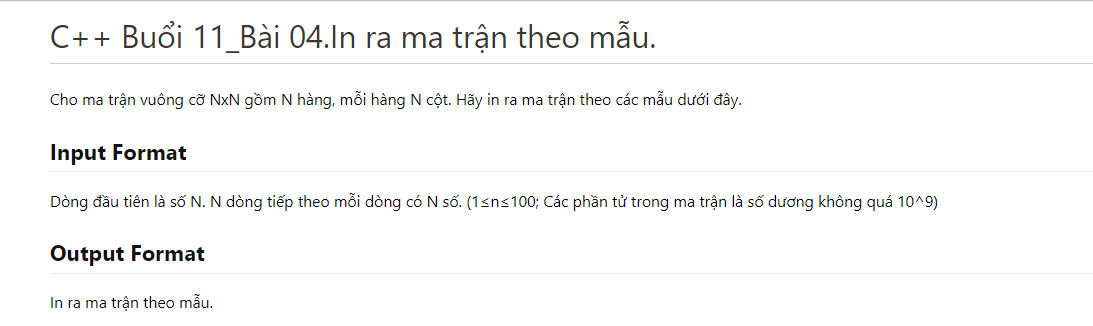 C++ Buổi 11_Bài 04.In ra ma trận theo mẫu.
Cho ma trận vuông cỡ NxN gồm N hàng, mỗi hàng N cột. Hãy in ra ma trận theo các mẫu dưới đây.
Input Format
Dòng đầu tiên là số N. N dòng tiếp theo mỗi dòng có N số. (1≤n≤100; Các phần tử trong ma trận là số dương không quá 10^9)
Output Format
In ra ma trận theo mẫu.